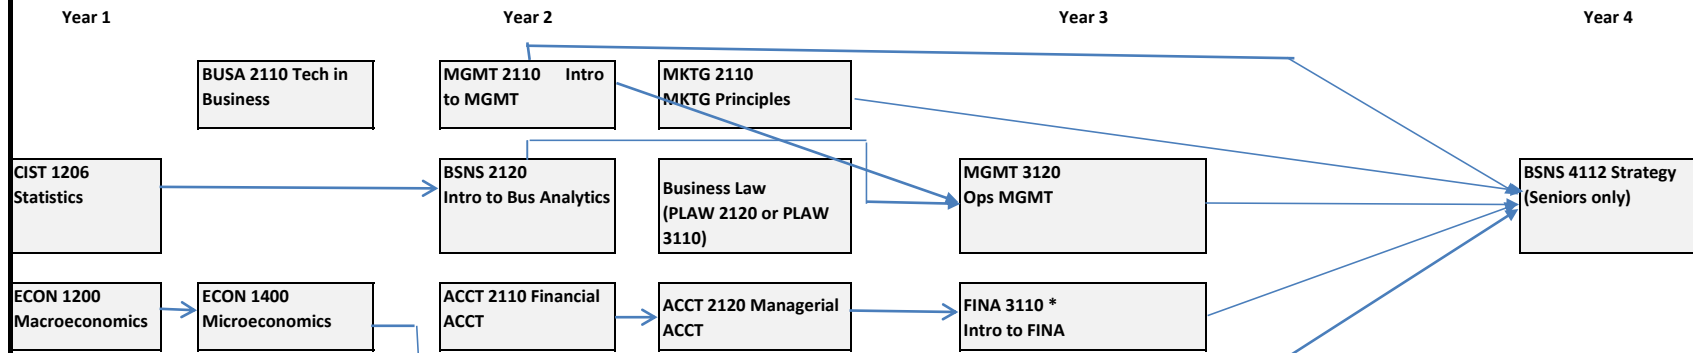 Year 1
Year 2
Year 3
Year 4
BUSA 2110 Tech in
Business
MGMT 2110 Intro
to MGMT
MKTG 2110
MKTG Principles
CIST 1206
Statistics
BSNS 2120
Intro to Bus Analytics
Business Law
(PLAW 2120 or PLAW
3110)
MGMT 3120
Ops MGMT
BSNS 4112 Strategy
(Seniors only)
ECON 1200
Macroeconomics
ECON 1400
Microeconomics
ACCT 2110 Financial
ACCT
ACCT 2120 Managerial
ACCT
FINA 3110 *
Intro to FINA